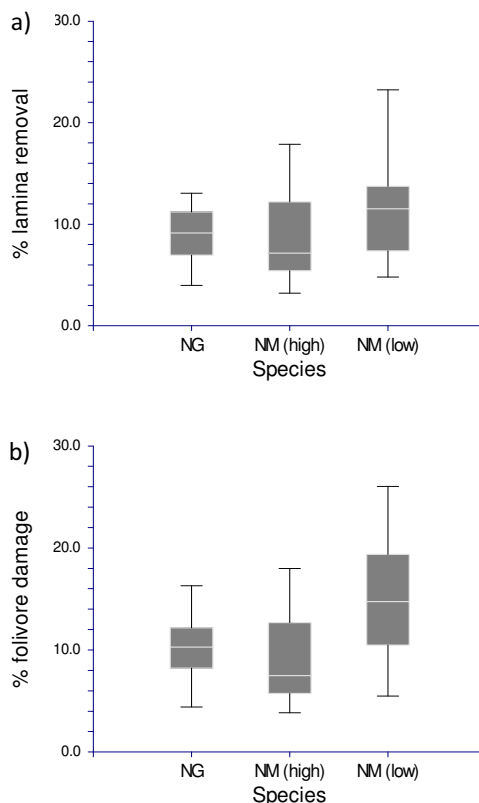 a)
30.0
20.0
10.0
0.0
% lamina removal
NG NM (high) NM (low)
Species
b)
30.0
20.0
10.0
0.0
% folivore damage
NG NM (high) NM (low)
Species